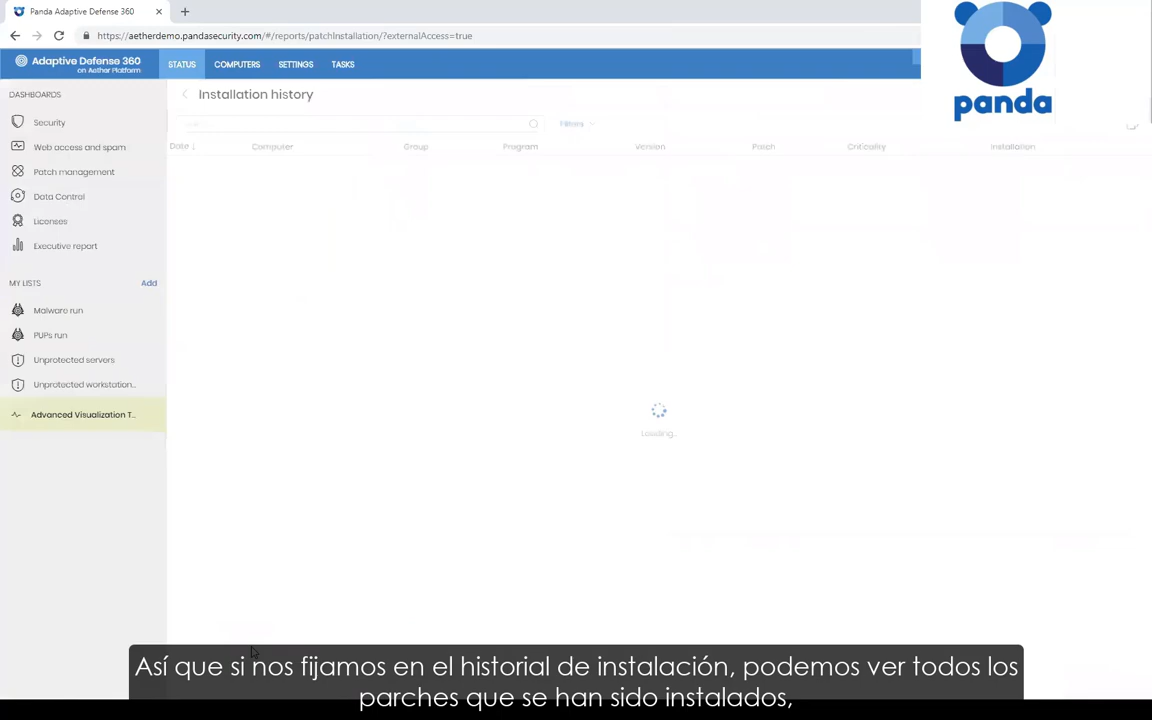 Panda Adaptive Defense 360
https://aetherdemo.pandasecurity.com/#/reports/patchInstallation/?externalAccess=true
Adaptive Defense 360
on Aether Platform
STATUS
COMPUTERS
SETTINGS
TASKS
panda
DASHBOARDS
Security
Web access and spam
Patch management
Data Control
Licenses
Executive report
MY LISTS
Add
Malware run
PUPs run
Unprotected servers
Unprotected workstation...
Advanced Visualization T...
Installation history
Filters
Date ↓
Computer
Group
Program
Version
Patch
Criticality
Installation
Loading...
Así que si nos fijamos en el historial de instalación, podemos ver todos los
parches que se han sido instalados,